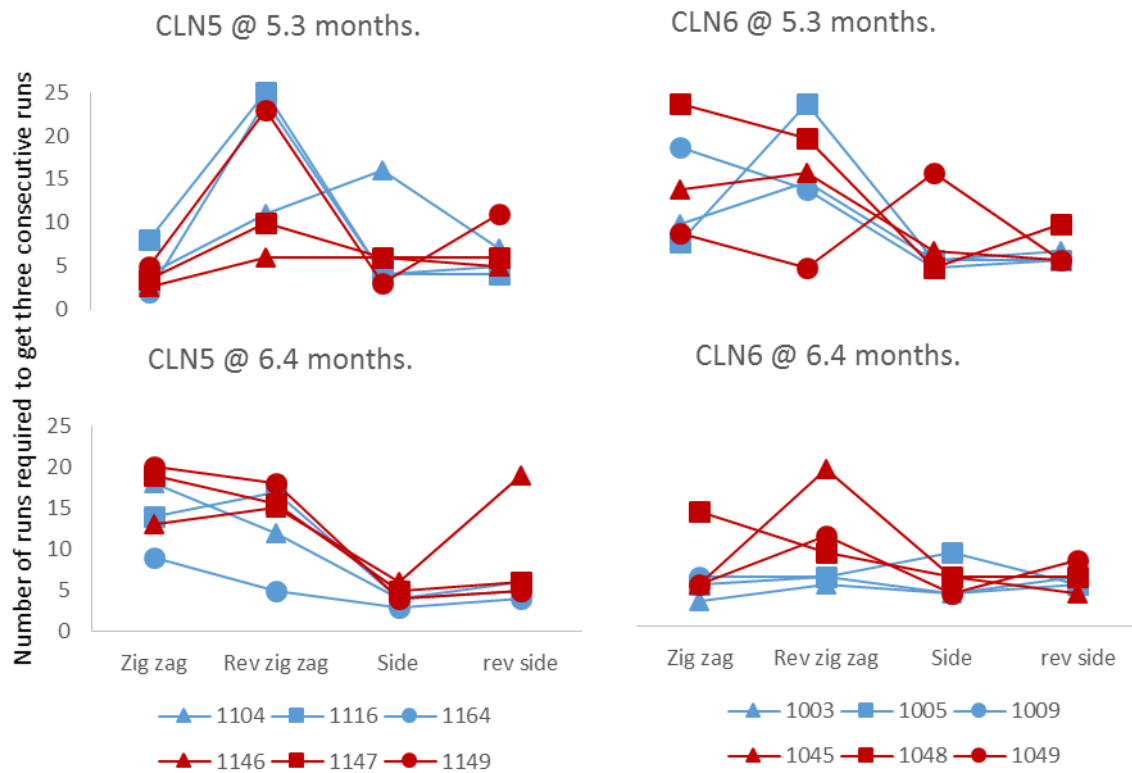 CLN5 @ 5.3 months.
CLN6 @ 5.3 months.
Number of runs required to get three consecutive runs
25
20
15
10
5
0
CLN5 @ 6.4 months.
CLN6 @ 6.4 months.
25
20
15
10
5
0
Zig zag Rev zig zag Side rev side
Zig zag Rev zig zag Side rev side
1104 1116 1164
1146 1147 1149
1003 1005 1009
1045 1048 1049